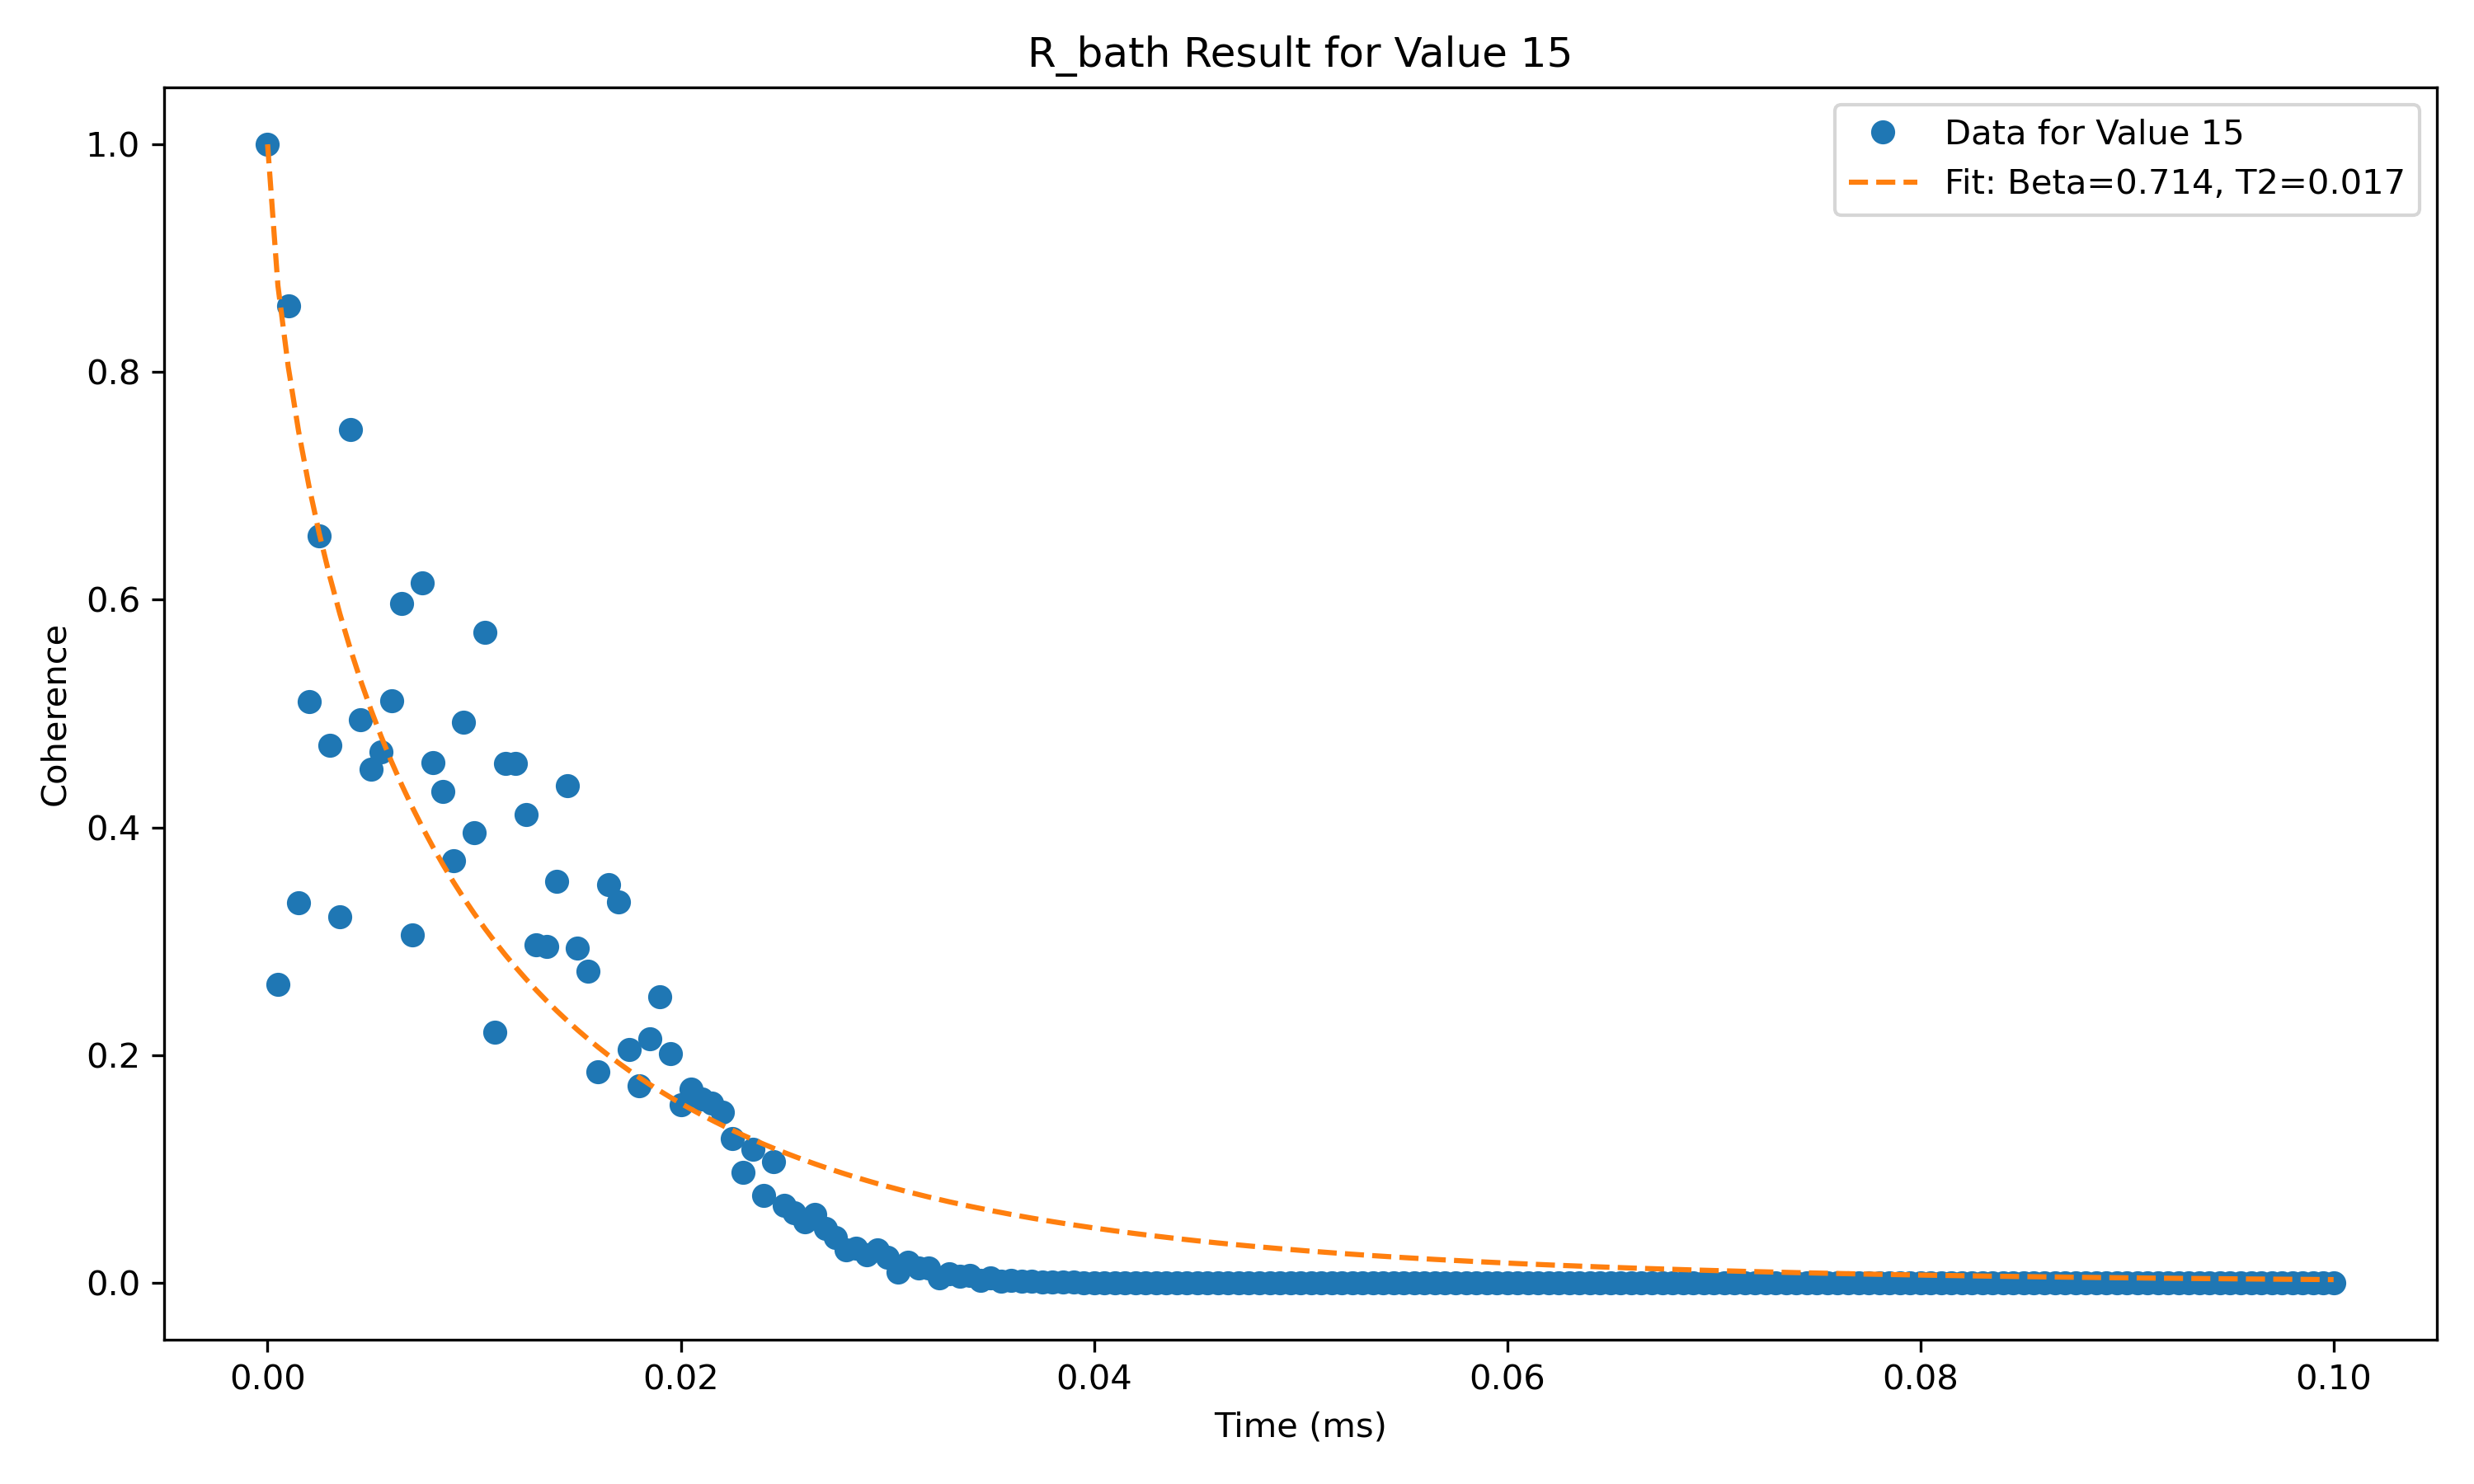 R_bath Result for Value 15
Data for Value 15
Fit: Beta=0.714, T2=0.017
Coherence
1.0
0.8
0.6
0.4
0.2
0.0
0.00 0.02 0.04 0.06 0.08 0.10
Time (ms)